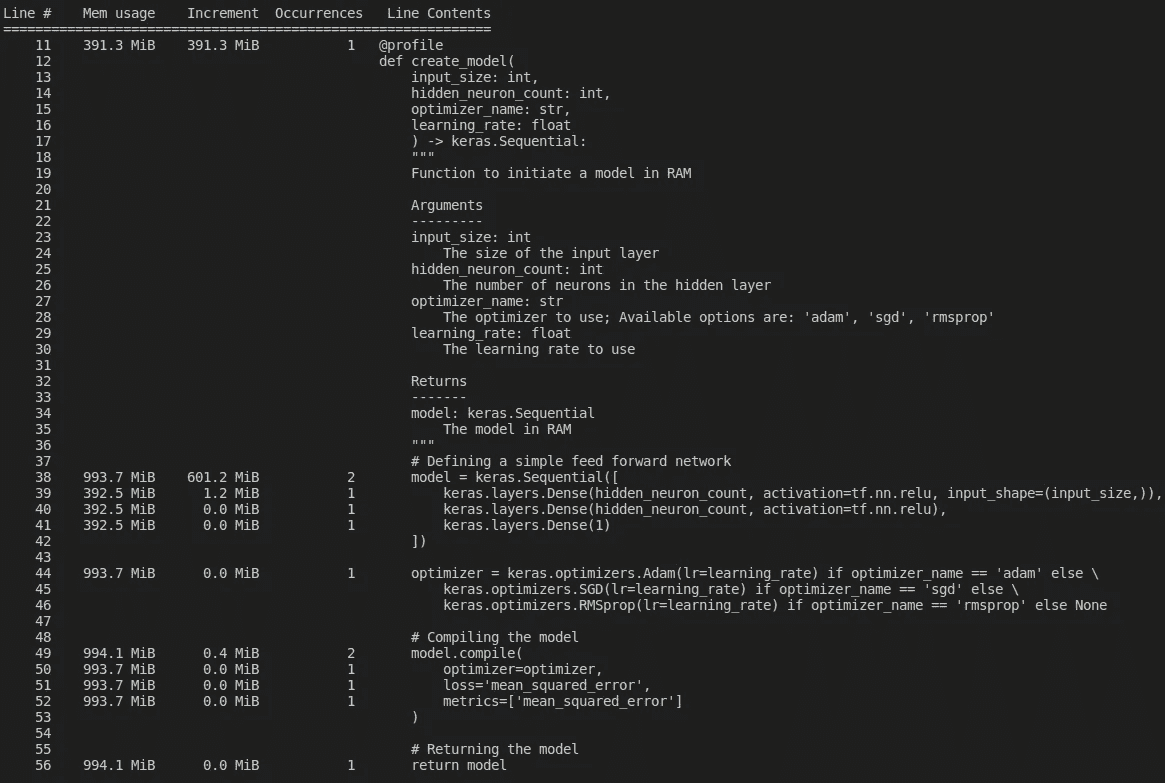 Line #    Mem usage    Increment  Occurrences   Line Contents
=============================================================
    11    391.3 MiB    391.3 MiB           1   @profile
    12                                         def create_model(
    13                                             input_size: int,
    14                                             hidden_neuron_count: int,
    15                                             optimizer_name: str,
    16                                             learning_rate: float
    17                                             ) -> keras.Sequential:
    18                                             """
    19                                             Function to initiate a model in RAM
    20
    21                                             Arguments
    22                                             ---------
    23                                             input_size: int
    24                                                 The size of the input layer
    25                                             hidden_neuron_count: int
    26                                                 The number of neurons in the hidden layer
    27                                             optimizer_name: str
    28                                                 The optimizer to use; Available options are: 'adam', 'sgd', 'rmsprop'
    29                                             learning_rate: float
    30                                                 The learning rate to use
    31
    32                                             Returns
    33                                             -------
    34                                             model: keras.Sequential
    35                                                 The model in RAM
    36                                             """
    37                                             # Defining a simple feed forward network
    38    993.7 MiB    601.2 MiB           2       model = keras.Sequential([
    39    392.5 MiB      1.2 MiB           1           keras.layers.Dense(hidden_neuron_count, activation=tf.nn.relu, input_shape=(input_size,)),
    40    392.5 MiB      0.0 MiB           1           keras.layers.Dense(hidden_neuron_count, activation=tf.nn.relu),
    41    392.5 MiB      0.0 MiB           1           keras.layers.Dense(1)
    42                                             ])
    43
    44    993.7 MiB      0.0 MiB           1       optimizer = keras.optimizers.Adam(lr=learning_rate) if optimizer_name == 'adam' else \
    45                                                 keras.optimizers.SGD(lr=learning_rate) if optimizer_name == 'sgd' else \
    46                                                 keras.optimizers.RMSprop(lr=learning_rate) if optimizer_name == 'rmsprop' else None
    47
    48                                             # Compiling the model
    49    994.1 MiB      0.4 MiB           2       model.compile(
    50    993.7 MiB      0.0 MiB           1           optimizer=optimizer,
    51    993.7 MiB      0.0 MiB           1           loss='mean_squared_error',
    52    993.7 MiB      0.0 MiB           1           metrics=['mean_squared_error']
    53                                             )
    54
    55                                             # Returning the model
    56    994.1 MiB      0.0 MiB           1       return model